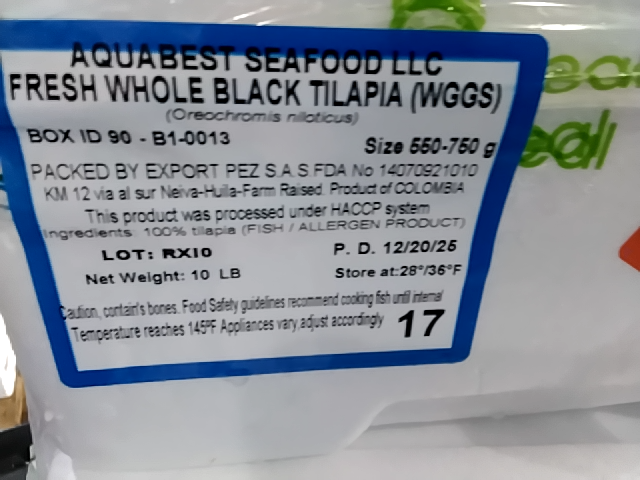 AQUABEST SEAFOOD LLC
FRESH WHOLE BLACK TILAPIA (WGGS)
(Oreochromis niloticus)
BOX ID 90 - B1-0013
Size 550-750 g
PACKED BY EXPORT PEZ S.A.S.FDA No 14070921010
KM 12 via al sur Neiva-Huila-Farm Raised. Product of COLOMBIA
This product was processed under HACCP system
Ingredients: 100% tilapia (FISH / ALLERGEN PRODUCT)
LOT: RX10
P. D. 12/20/25
Net Weight: 10 LB
Store at:28°/36°F
Caution, contain's bones. Food Safety guidelines recommend cooking fish until internal
Temperature reaches 145ºF Appliances vary,adjust accordingly
17